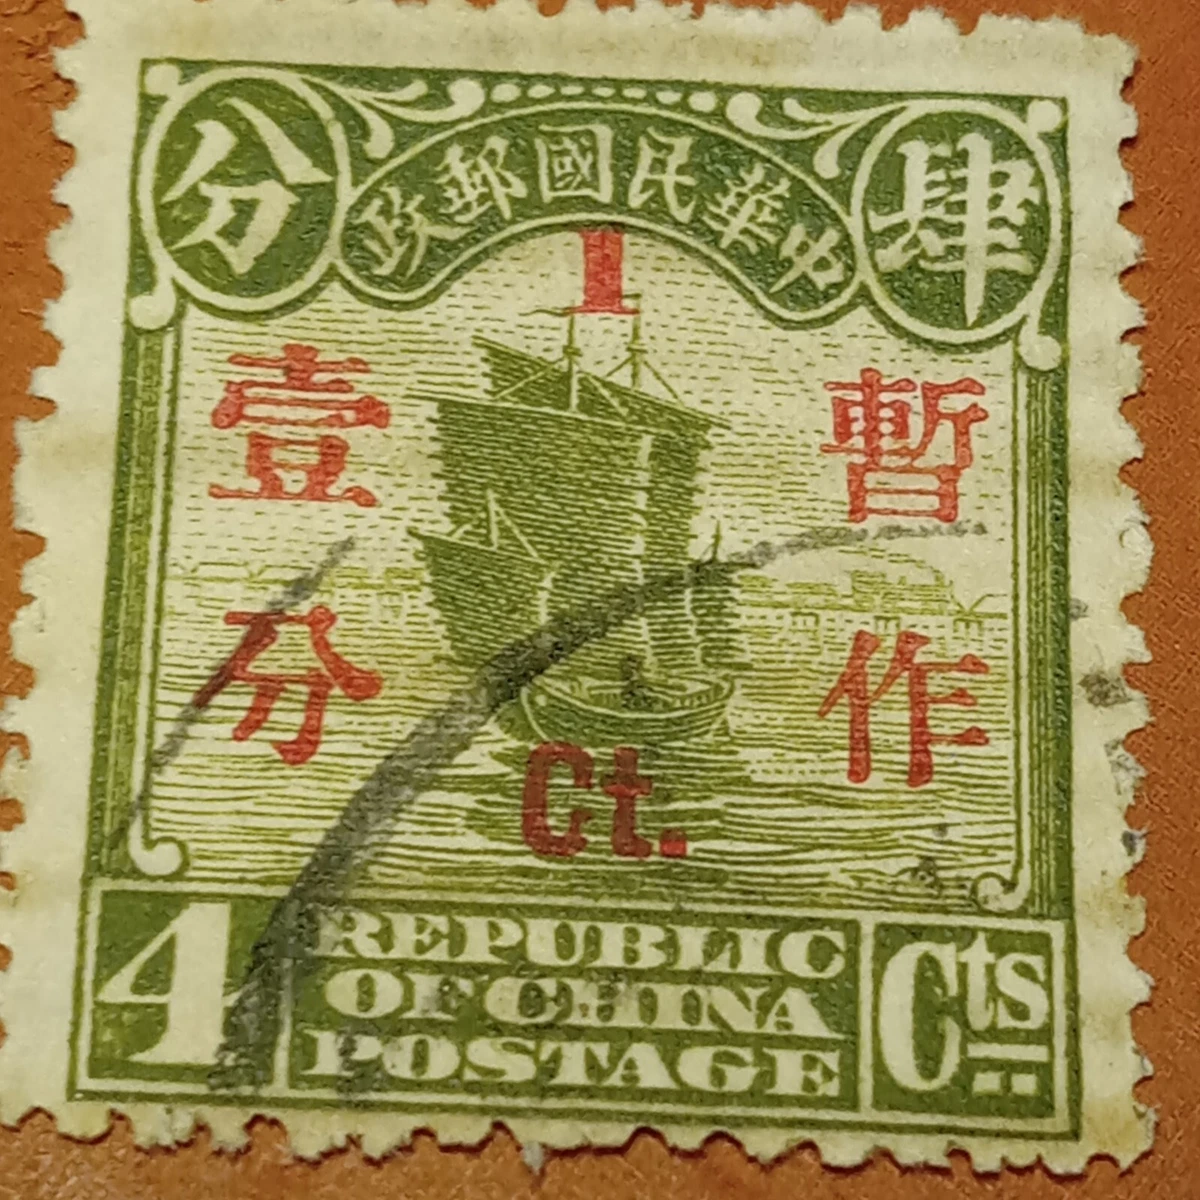 肆分
中華民國郵政
暫作
壹分
1
Ct.
4
REPUBLIC
OF CHINA
POSTAGE
Cts